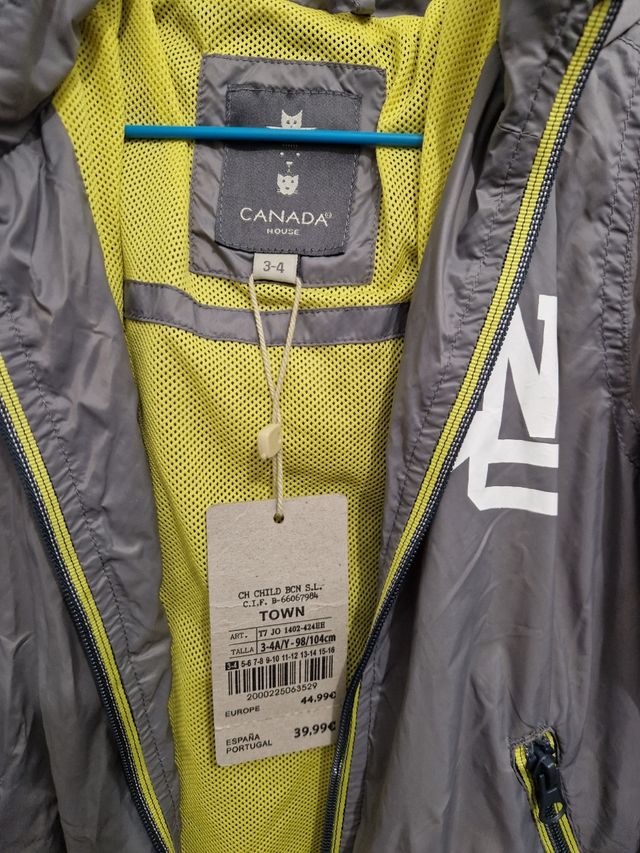 CANADA®
HOUSE
3-4
CH CHILD BCN S.L.
C.I.F. B-66067984
TOWN
ART. T7 JO 1402-424EH
TALLA 3-4A/Y - 98/104cm
3-4 5-6 7-8 9-10 11-12 13-14 15-16
2000225063529
EUROPE 44.99€
ESPAÑA
PORTUGAL 39.99€